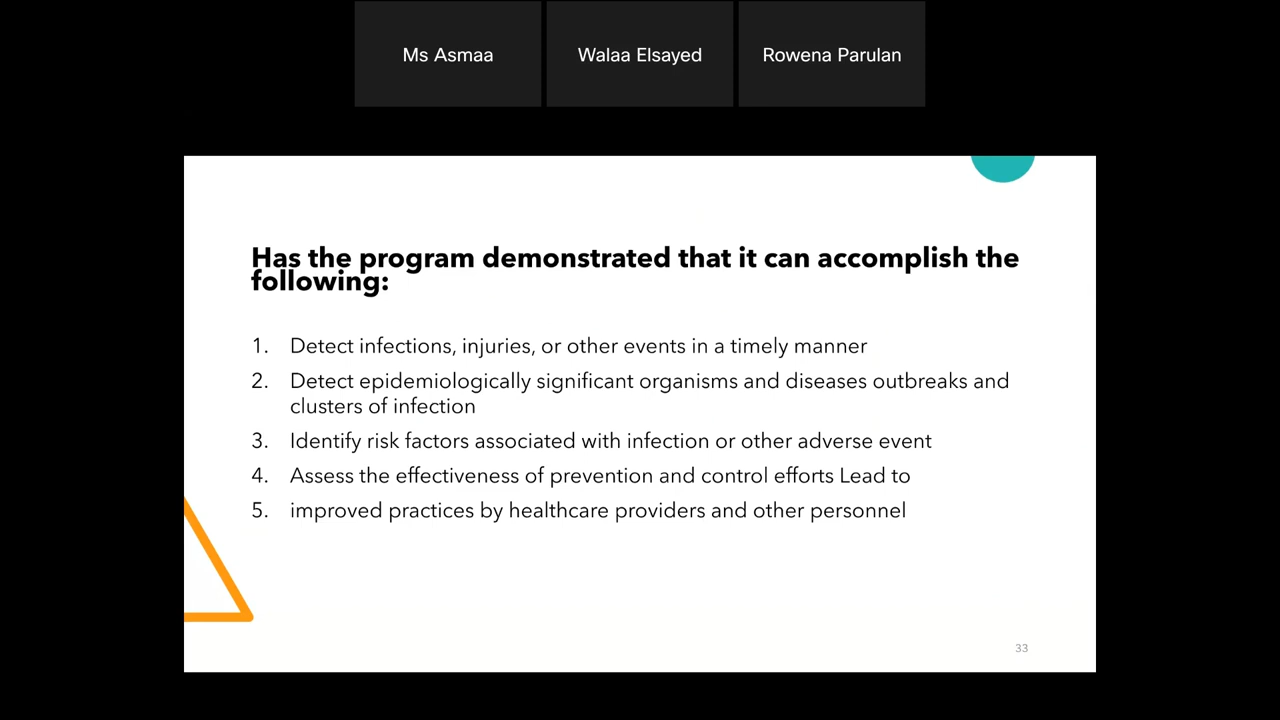 Ms Asmaa
Walaa Elsayed
Rowena Parulan
Has the program demonstrated that it can accomplish the
following:
1. Detect infections, injuries, or other events in a timely manner
2. Detect epidemiologically significant organisms and diseases outbreaks and
clusters of infection
3. Identify risk factors associated with infection or other adverse event
4. Assess the effectiveness of prevention and control efforts Lead to
5. improved practices by healthcare providers and other personnel
33